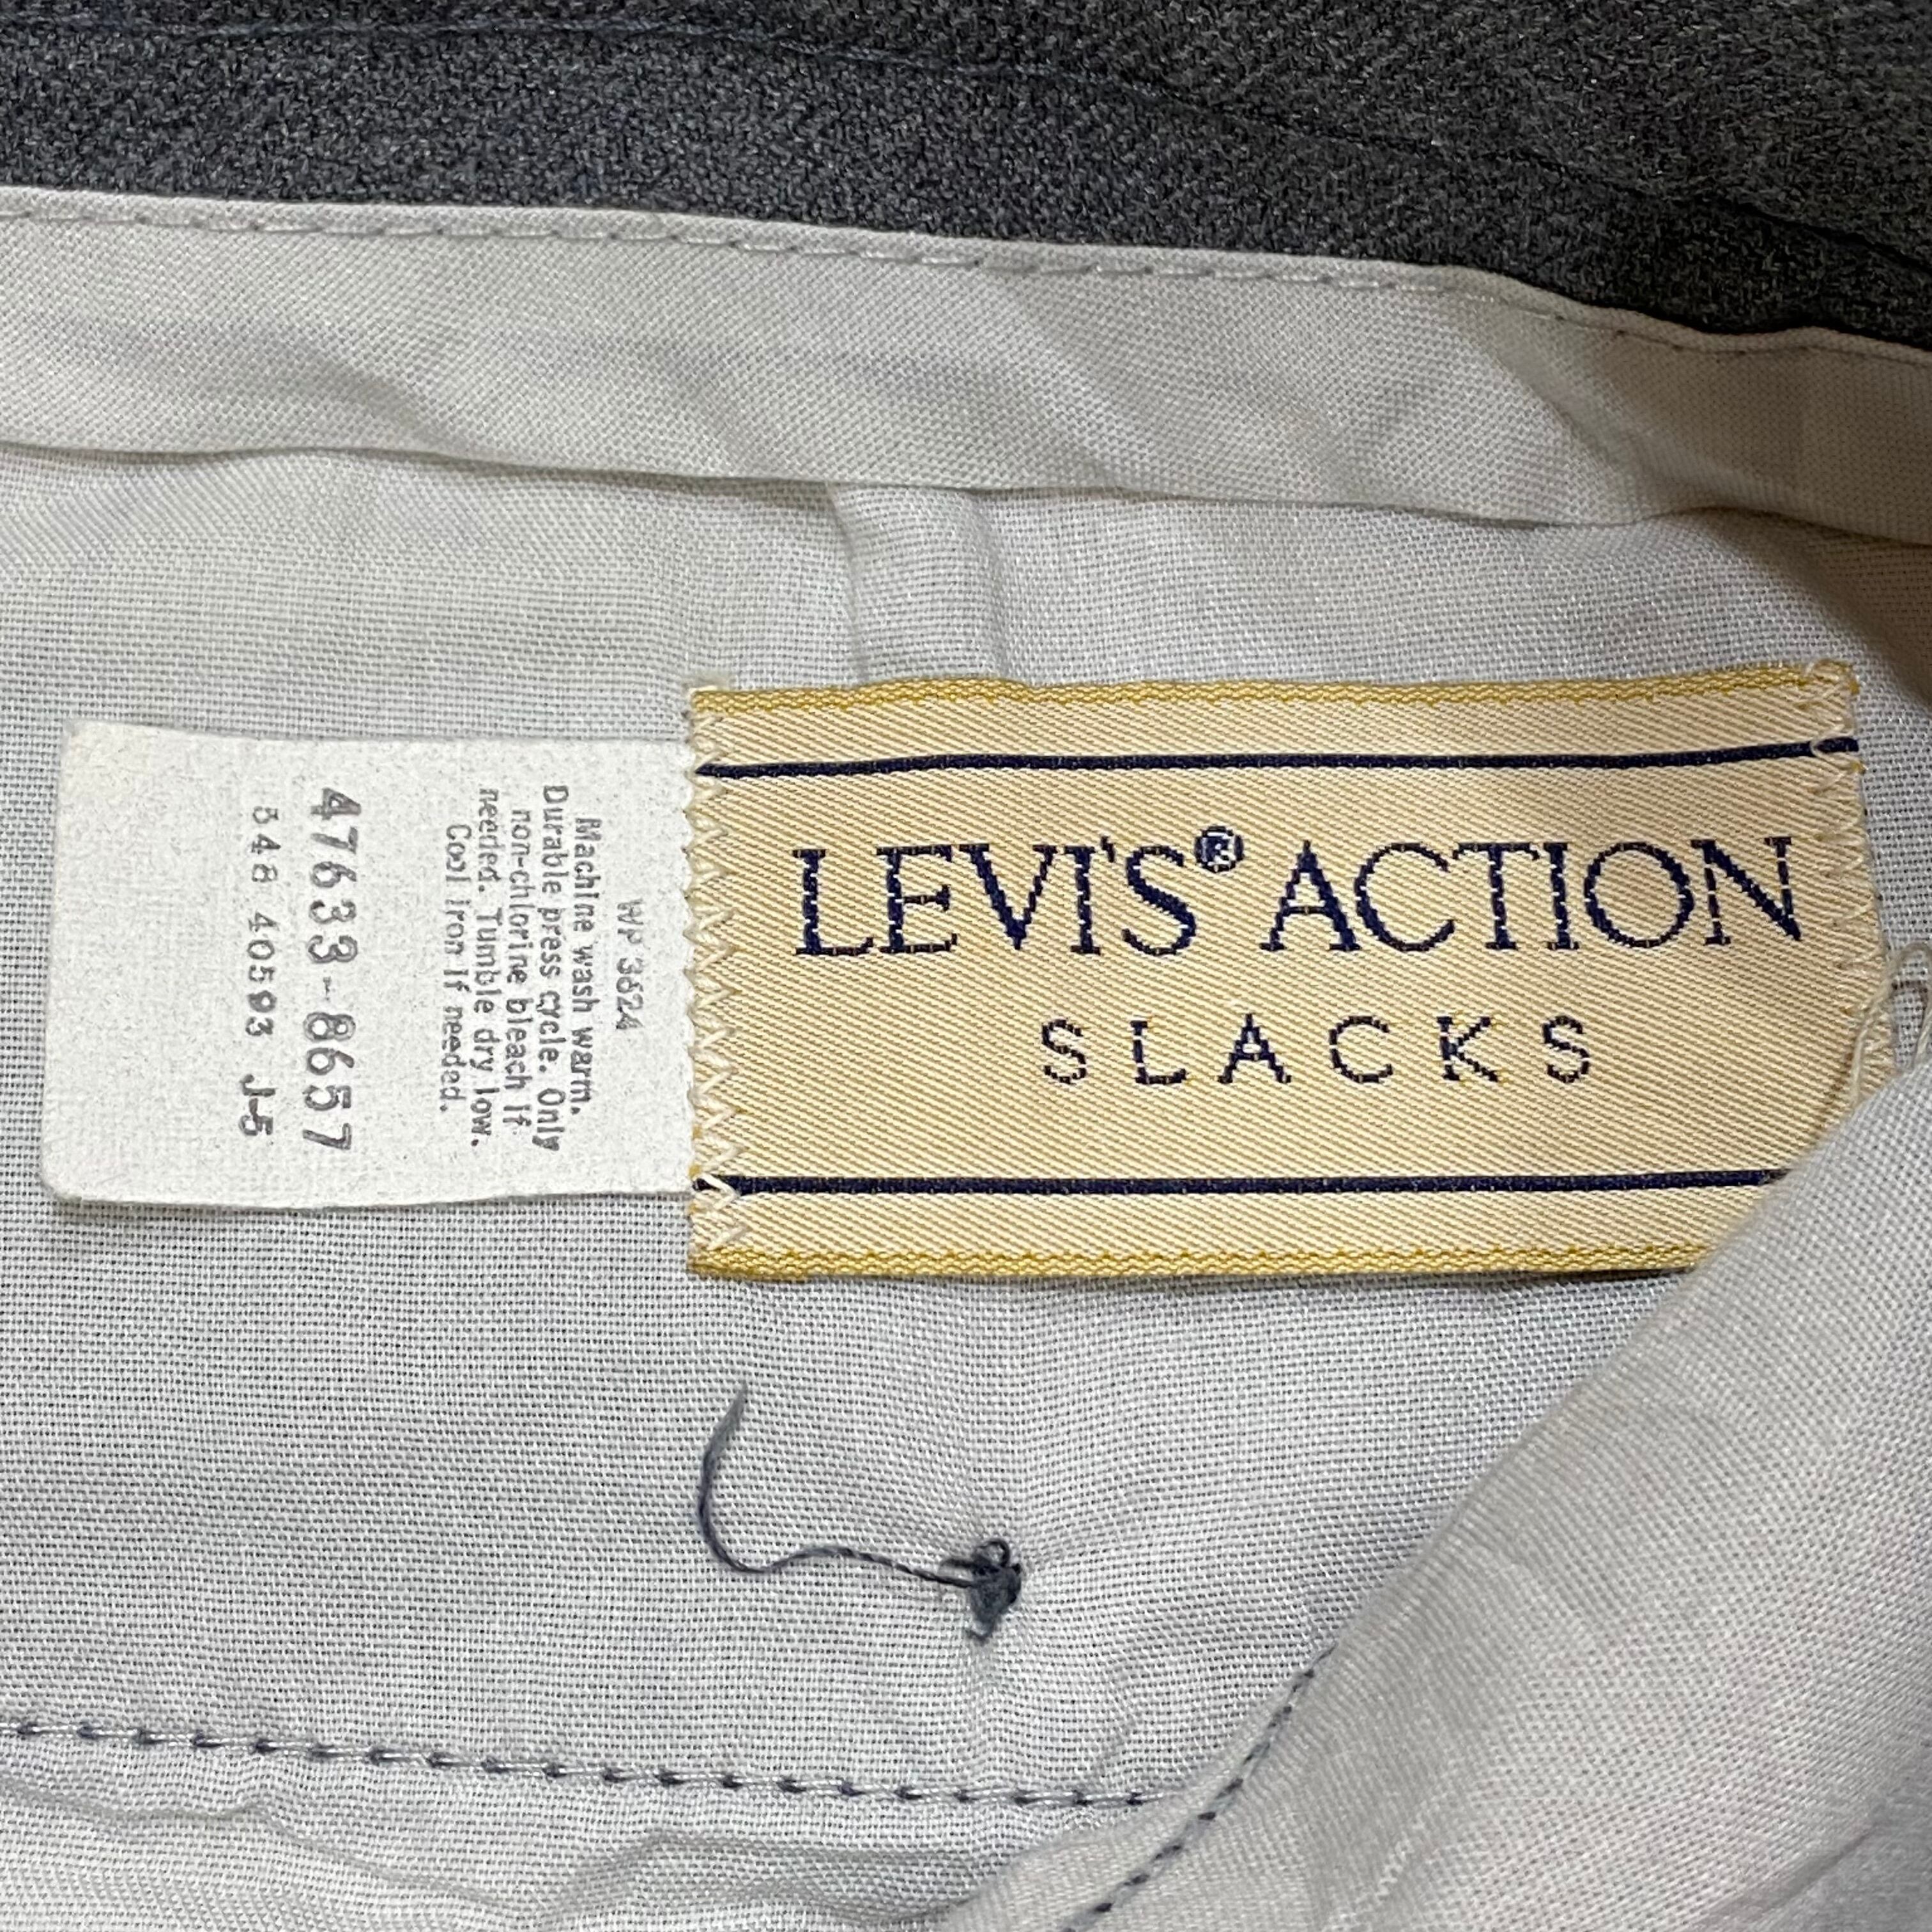 LEVI'S® ACTION
SLACKS
WP 3624
Machine wash warm.
Durable press cycle. Only
non-chlorine bleach if
needed. Tumble dry low.
Cool iron if needed.
47633-8657
548 40593 J-5